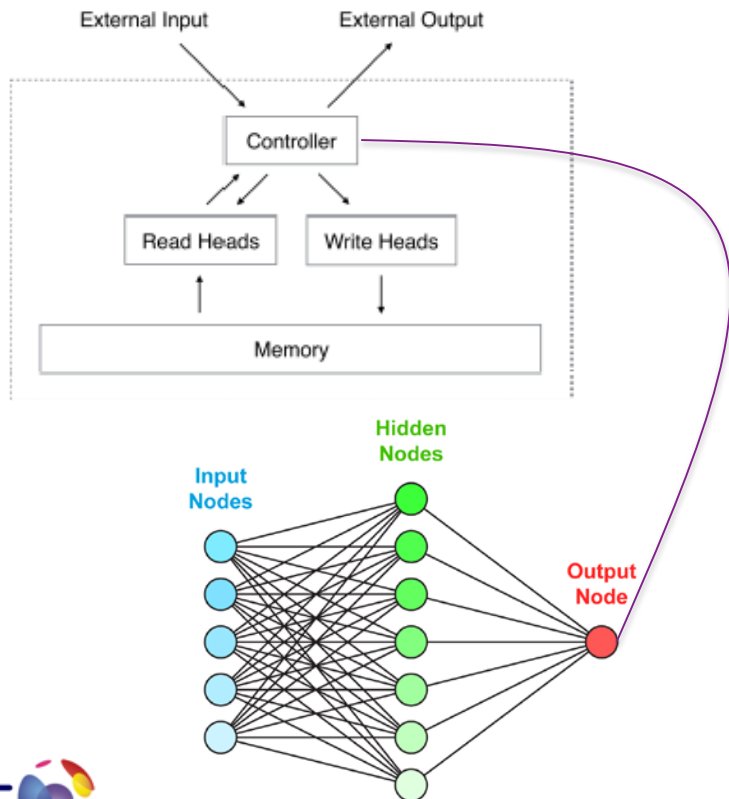 External Input
External Output
Controller
Read Heads
Write Heads
Memory
Hidden
Nodes
Input
Nodes
Output
Node